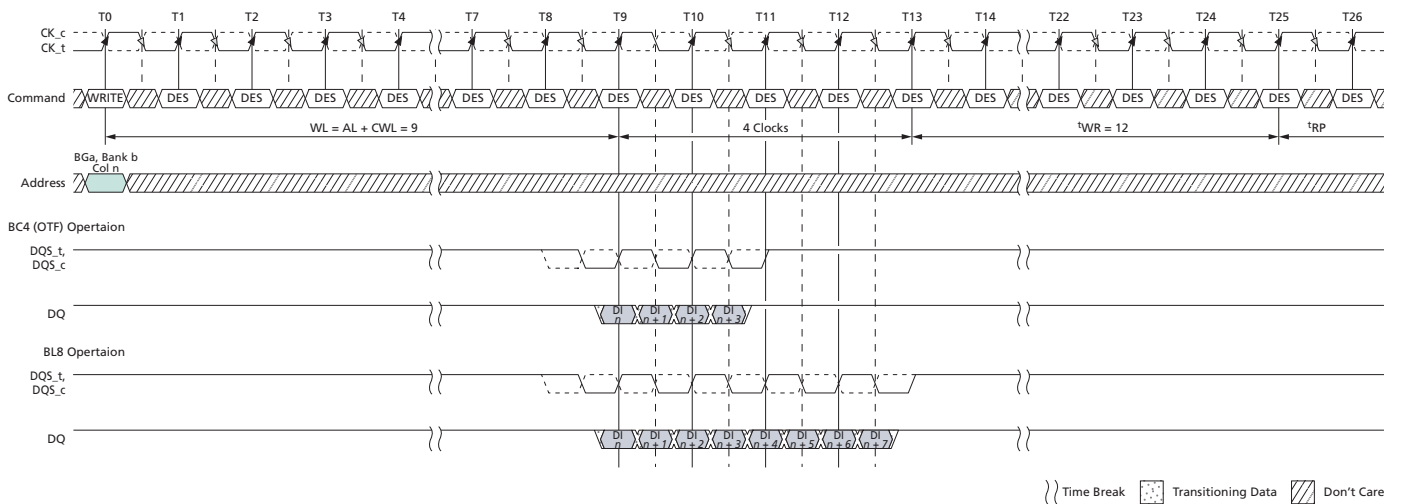 T0 T1 T2 T3 T4 T7 T8 T9 T10 T11 T12 T13 T14 T22 T23 T24 T25 T26
CK_c
CK_t
Command WRITE DES DES DES DES DES DES DES DES DES DES DES DES DES DES DES DES DES
WL = AL + CWL = 9 4 Clocks tWR = 12 tRP
BGa, Bank b
Col n
Address
BC4 (OTF) Opertaion
DQS_t,
DQS_c
DQ DI n DI n + 1 DI n + 2 DI n + 3
BL8 Opertaion
DQS_t,
DQS_c
DQ DI n DI n + 1 DI n + 2 DI n + 3 DI n + 4 DI n + 5 DI n + 6 DI n + 7
Time Break Transitioning Data Don't Care